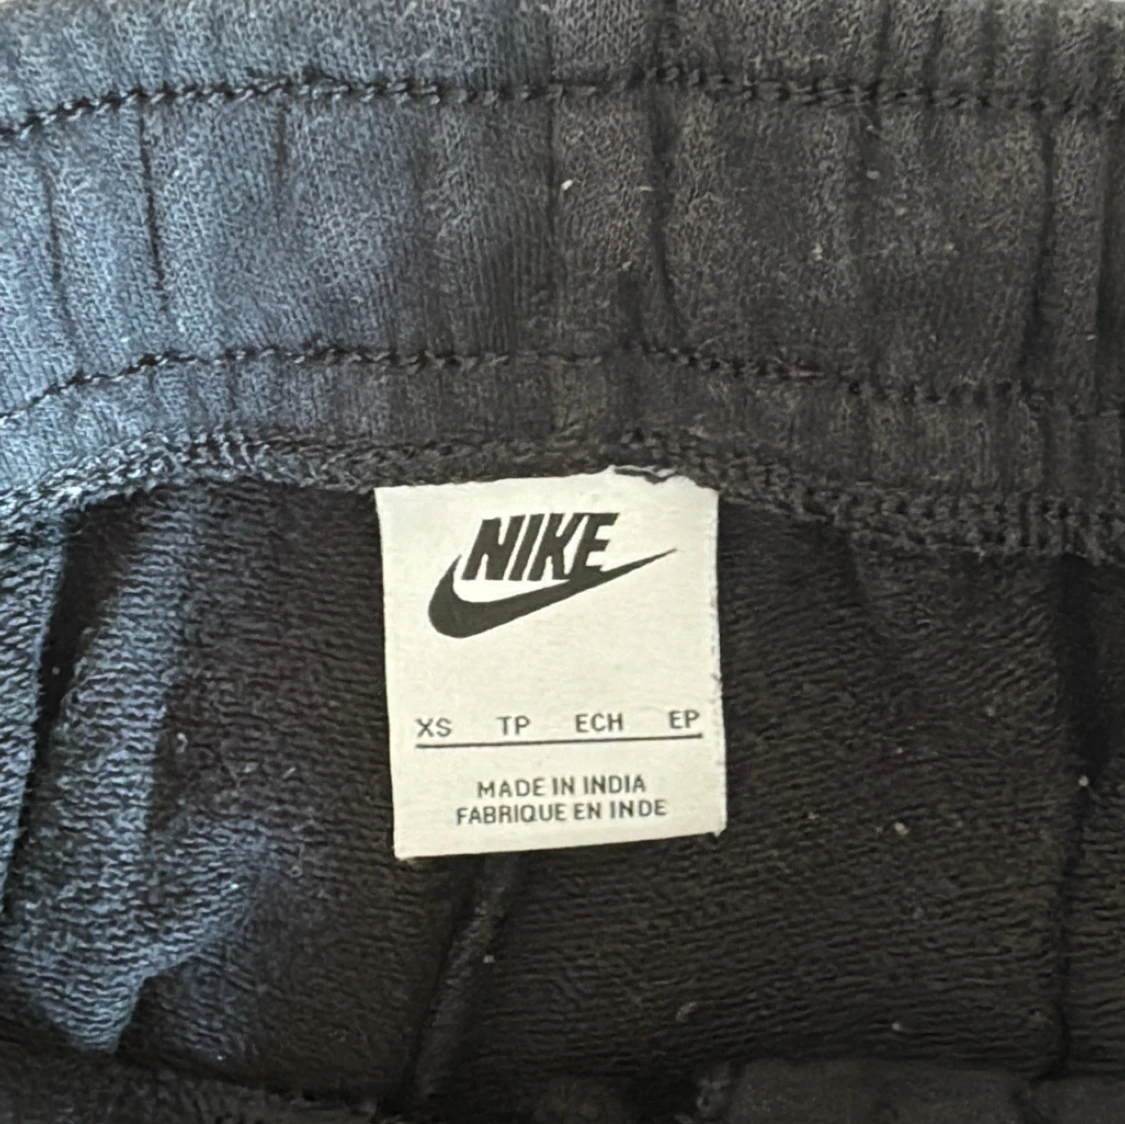 NIKE
XS TP ECH EP
MADE IN INDIA
FABRIQUE EN INDE